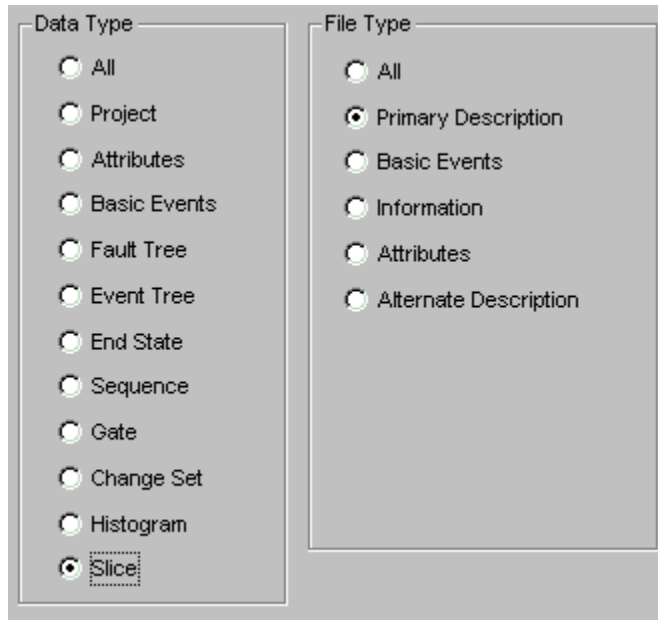 Data Type
All
Project
Attributes
Basic Events
Fault Tree
Event Tree
End State
Sequence
Gate
Change Set
Histogram
Slice
File Type
All
Primary Description
Basic Events
Information
Attributes
Alternate Description